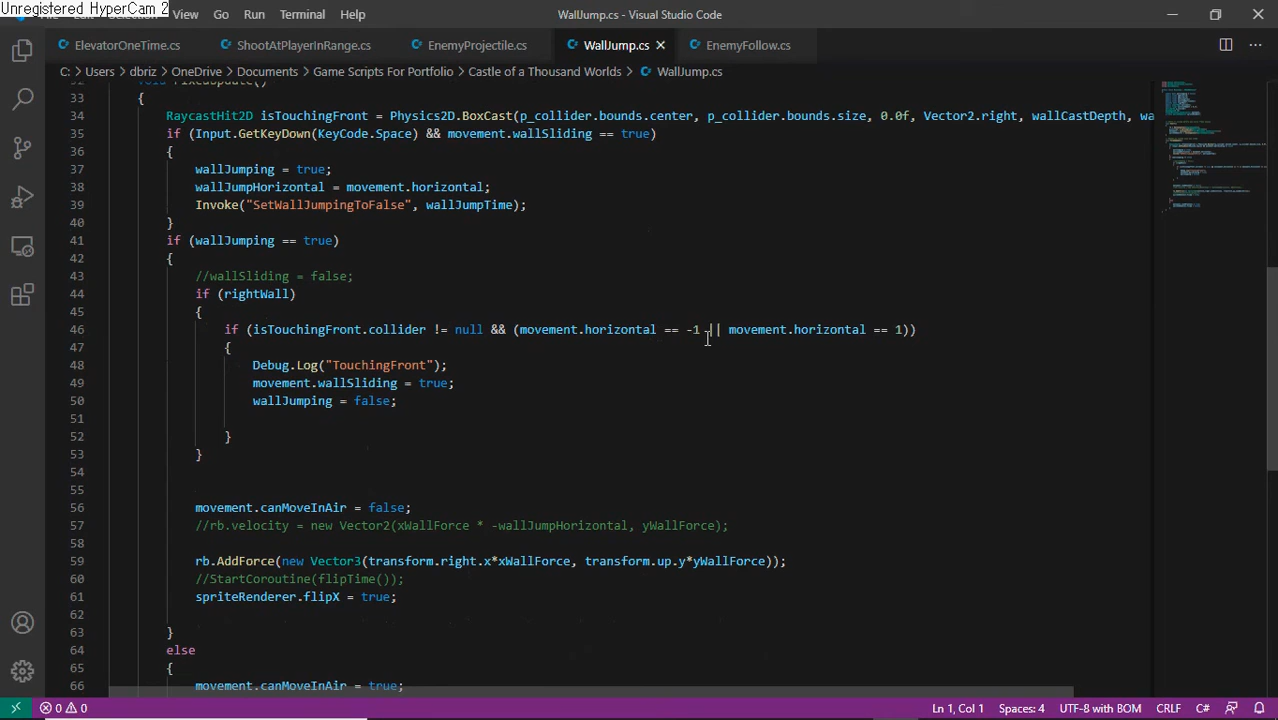 Unregistered HyperCam 2
Selection View Go Run Terminal Help
WallJump.cs - Visual Studio Code
ElevatorOneTime.cs ShootAtPlayerInRange.cs EnemyProjectile.cs WallJump.cs EnemyFollow.cs
C: > Users > dbriz > OneDrive > Documents > Game Scripts For Portfolio > Castle of a Thousand Worlds > WallJump.cs
32 void FixedUpdate()
33 {
34 RaycastHit2D isTouchingFront = Physics2D.BoxCast(p_collider.bounds.center, p_collider.bounds.size, 0.0f, Vector2.right, wallCastDepth, wa
35 if (Input.GetKeyDown(KeyCode.Space) && movement.wallSliding == true)
36 {
37 wallJumping = true;
38 wallJumpHorizontal = movement.horizontal;
39 Invoke("SetWallJumpingToFalse", wallJumpTime);
40 }
41 if (wallJumping == true)
42 {
43 //wallSliding = false;
44 if (rightWall)
45 {
46 if (isTouchingFront.collider != null && (movement.horizontal == -1 || movement.horizontal == 1))
47 {
48 Debug.Log("TouchingFront");
49 movement.wallSliding = true;
50 wallJumping = false;
51
52 }
53 }
54
55
56 movement.canMoveInAir = false;
57 //rb.velocity = new Vector2(xWallForce * -wallJumpHorizontal, yWallForce);
58
59 rb.AddForce(new Vector3(transform.right.x*xWallForce, transform.up.y*yWallForce));
60 //StartCoroutine(flipTime());
61 spriteRenderer.flipX = true;
62
63 }
64 else
65 {
66 movement.canMoveInAir = true;
0 0 Ln 1, Col 1 Spaces: 4 UTF-8 with BOM CRLF C#